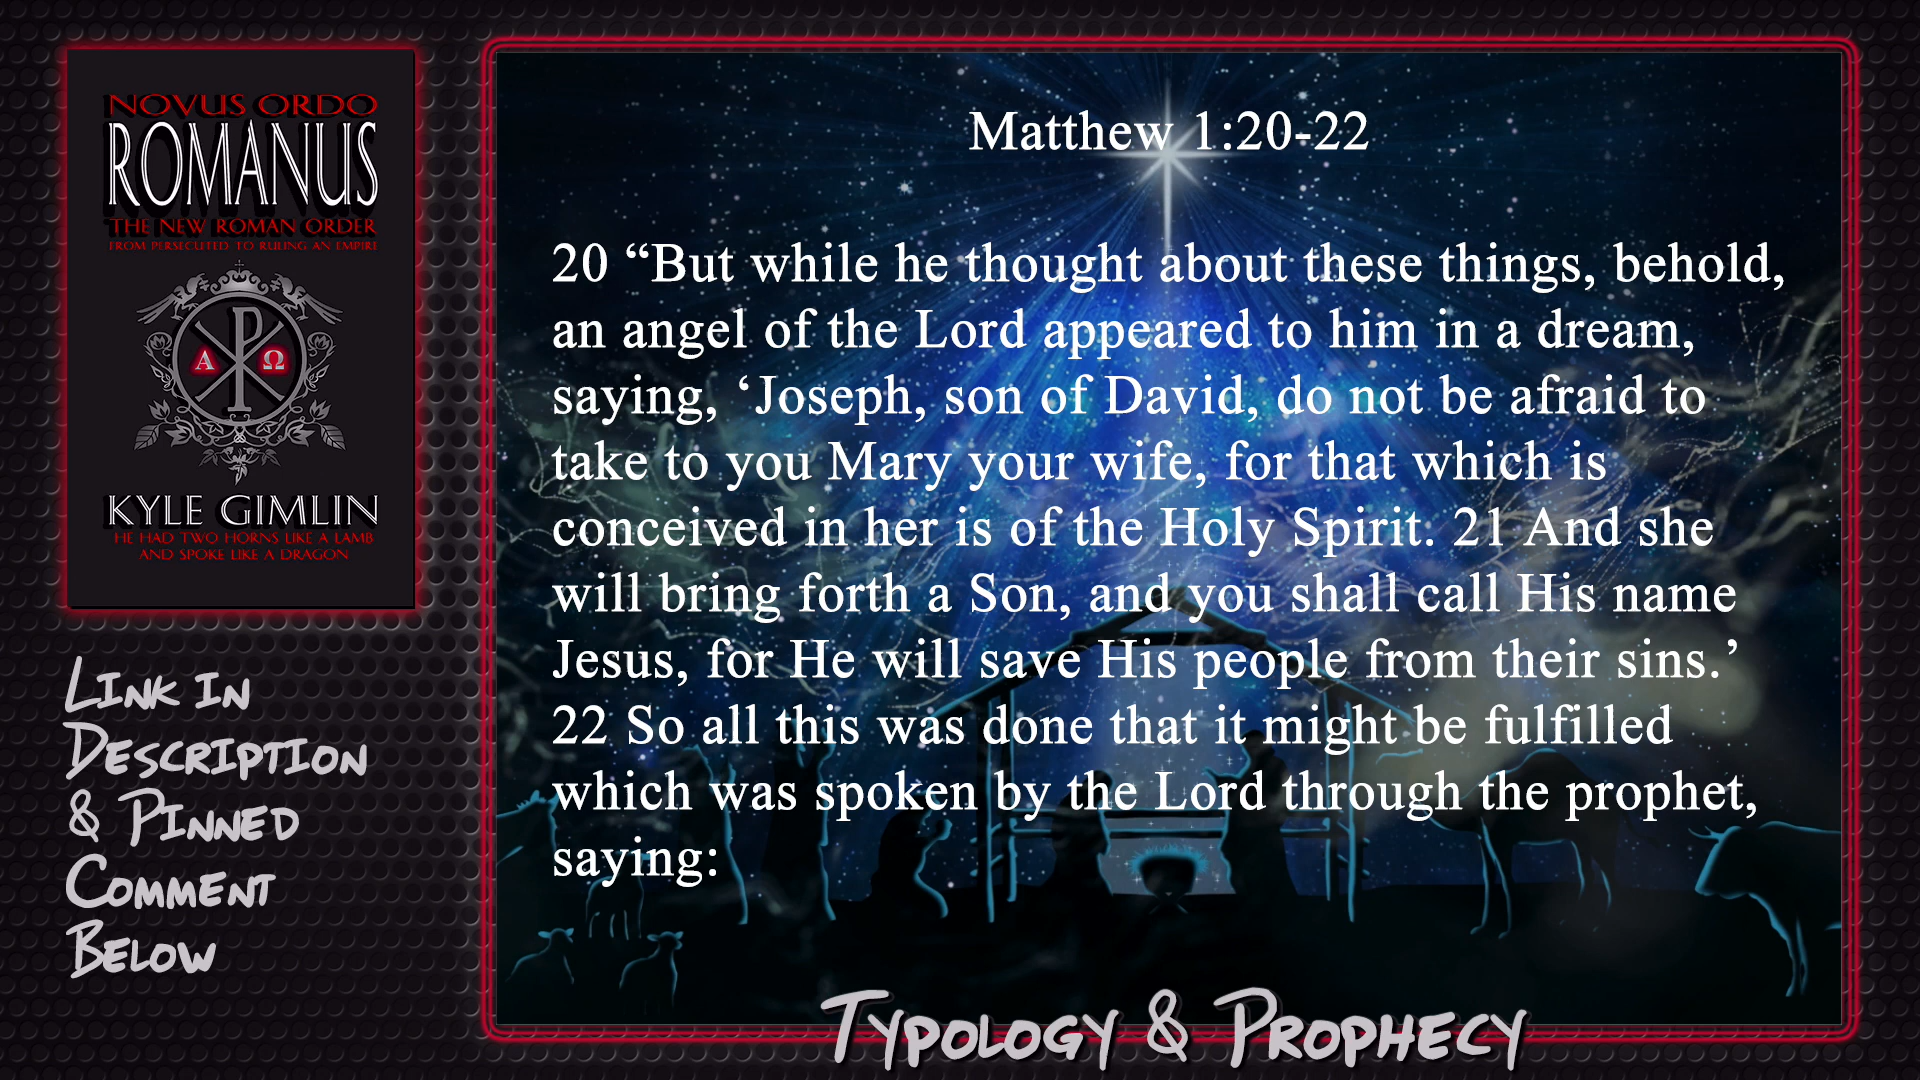 NOVUS ORDO
ROMANUS
THE NEW ROMAN ORDER
FROM PERSECUTED TO RULING AN EMPIRE
Α Ω
KYLE GIMLIN
HE HAD TWO HORNS LIKE A LAMB
AND SPOKE LIKE A DRAGON
Link in
Description
& Pinned
Comment
Below
Matthew 1:20-22
20 “But while he thought about these things, behold,
an angel of the Lord appeared to him in a dream,
saying, ‘Joseph, son of David, do not be afraid to
take to you Mary your wife, for that which is
conceived in her is of the Holy Spirit. 21 And she
will bring forth a Son, and you shall call His name
Jesus, for He will save His people from their sins.’
22 So all this was done that it might be fulfilled
which was spoken by the Lord through the prophet,
saying:
Typology & Prophecy